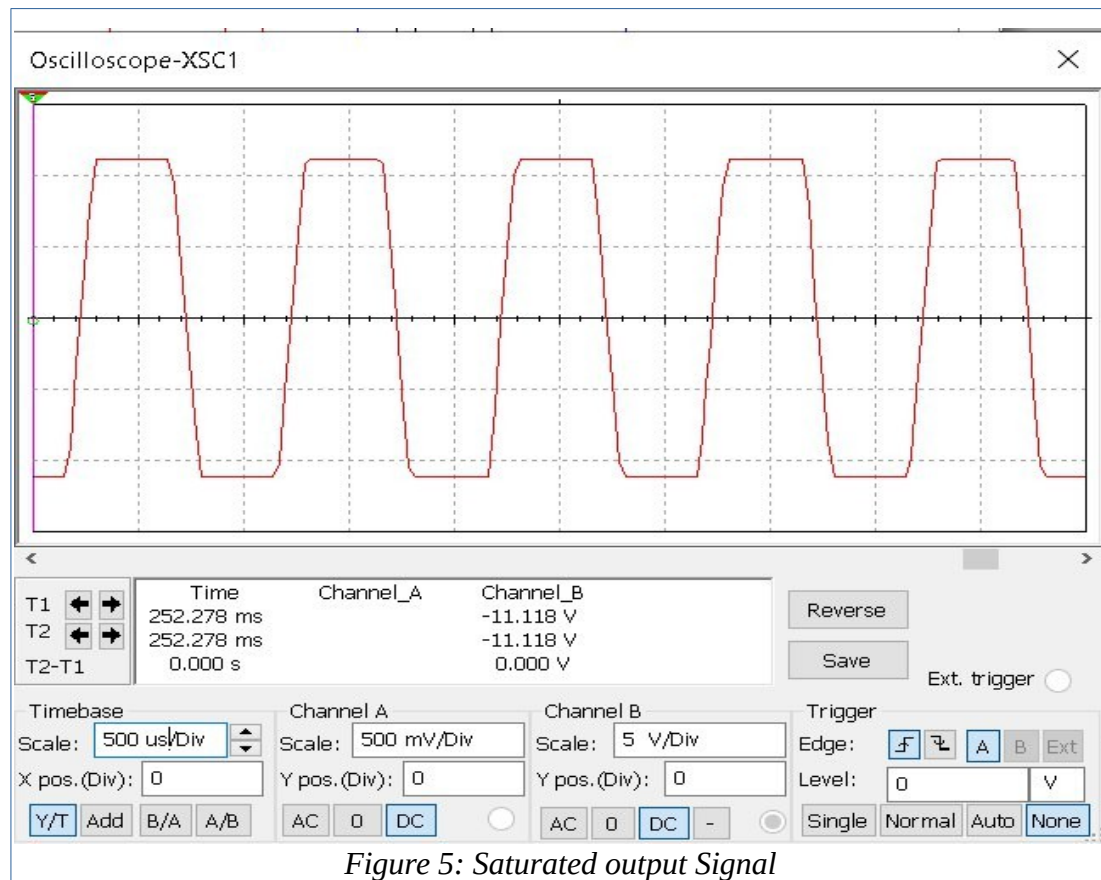 Oscilloscope-XSC1
Time Channel_A Channel_B
T1 252.278 ms -11.118 V
T2 252.278 ms -11.118 V
T2-T1 0.000 s 0.000 V
Reverse
Save
Ext. trigger
Timebase
Scale: 500 us/Div
X pos.(Div): 0
Y/T Add B/A A/B
Channel A
Scale: 500 mV/Div
Y pos.(Div): 0
AC 0 DC
Channel B
Scale: 5 V/Div
Y pos.(Div): 0
AC 0 DC -
Trigger
Edge: A B Ext
Level: 0 V
Single Normal Auto None
Figure 5: Saturated output Signal